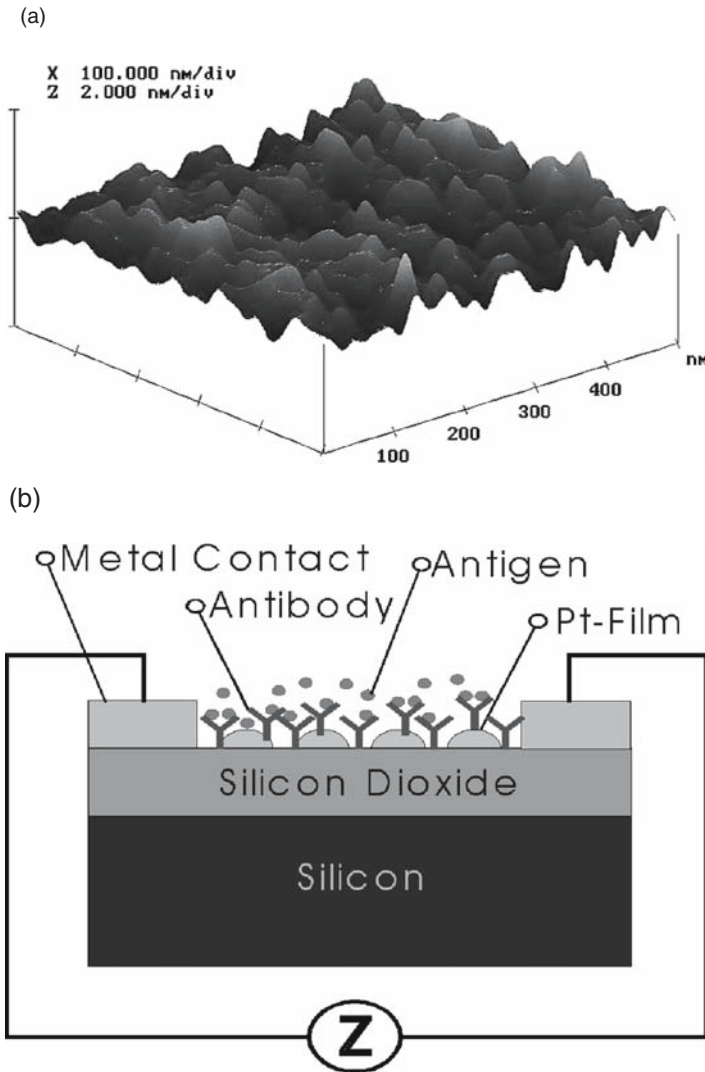 (a)
X 100.000 nm/div
Z 2.000 nm/div
nm
400
300
200
100
(b)
Metal Contact
Antigen
Antibody
Pt-Film
Silicon Dioxide
Silicon
Z